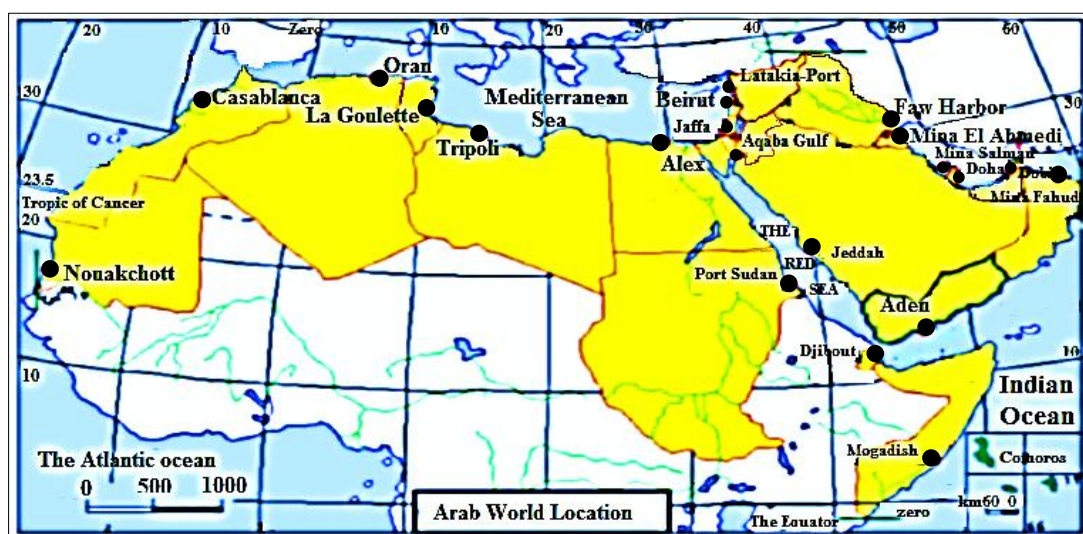 20
Zero
10
20
30
40
50
60
Oran
Latakia-Port
30
Casablanca
Mediterranean
Sea
Beirut
30
La Goulette
Faw Harbor
Jaffa
Tripoli
Aqaba Gulf
Mina El Ahmedi
Alex
Mina Salman
Doha
23.5
Tropic of Cancer
Mina Fahud
20
THE
Jeddah
Nouakchott
RED
Port Sudan
SEA
Aden
Djibout
10
10
Indian
Ocean
Mogadish
Comoros
The Atlantic ocean
0 500 1000
km60 0
Arab World Location
zero
The Equator